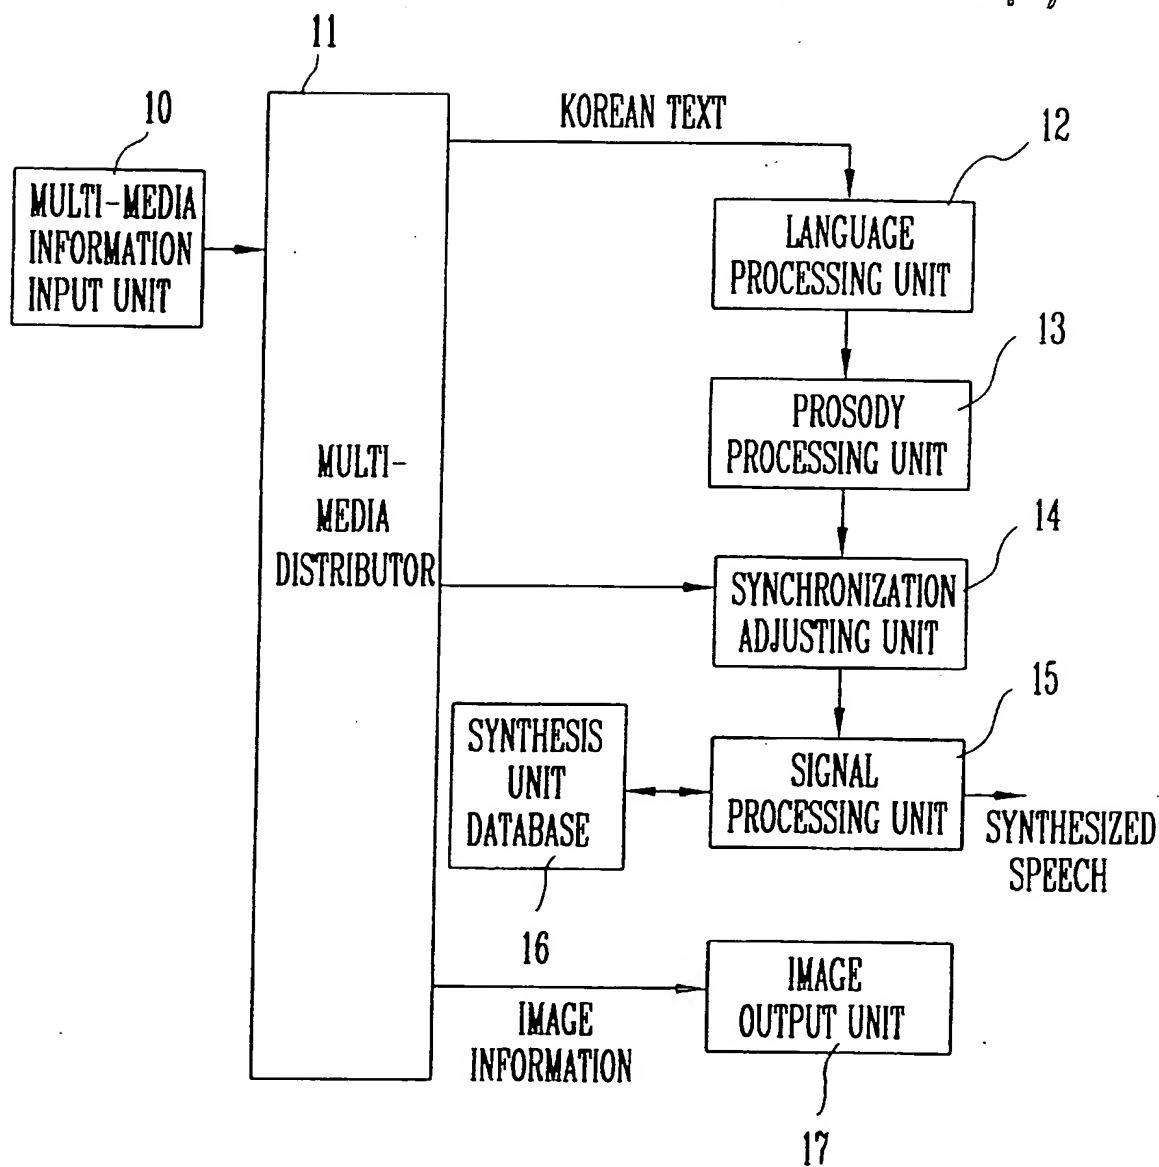 11
10
MULTI-MEDIA
INFORMATION
INPUT UNIT
MULTI-
MEDIA
DISTRIBUTOR
KOREAN TEXT
12
LANGUAGE
PROCESSING UNIT
13
PROSODY
PROCESSING UNIT
14
SYNCHRONIZATION
ADJUSTING UNIT
15
SYNTHESIS
UNIT
DATABASE
16
SIGNAL
PROCESSING UNIT
SYNTHESIZED
SPEECH
IMAGE
INFORMATION
IMAGE
OUTPUT UNIT
17